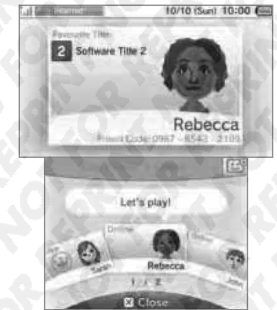 Internet 10/10 (Sun) 10:00
Favourite Title:
2 Software Title 2
Rebecca
Friend Code: 0987 - 6543 - 2109
Let's play!
Online
Online
Sarah
Rebecca
John
1 / 2
Close